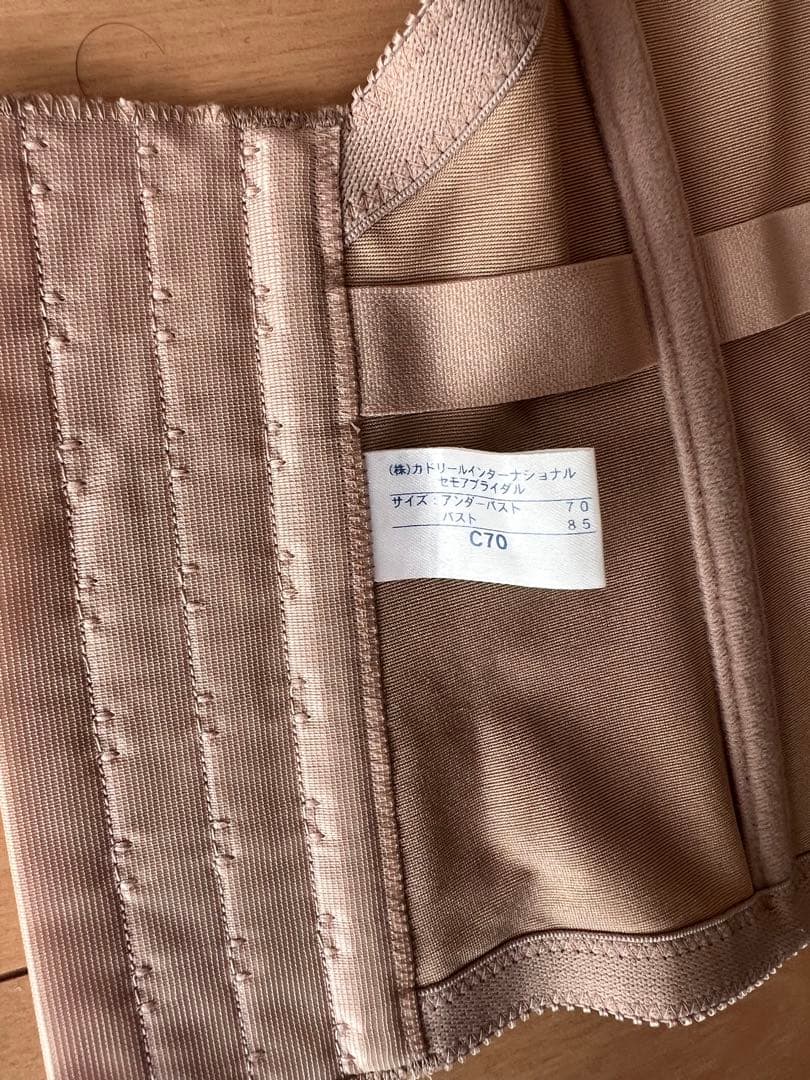 (株)カドリールインターナショナル
セモアブライダル
サイズ：アンダーバスト 70
バスト 85
C70